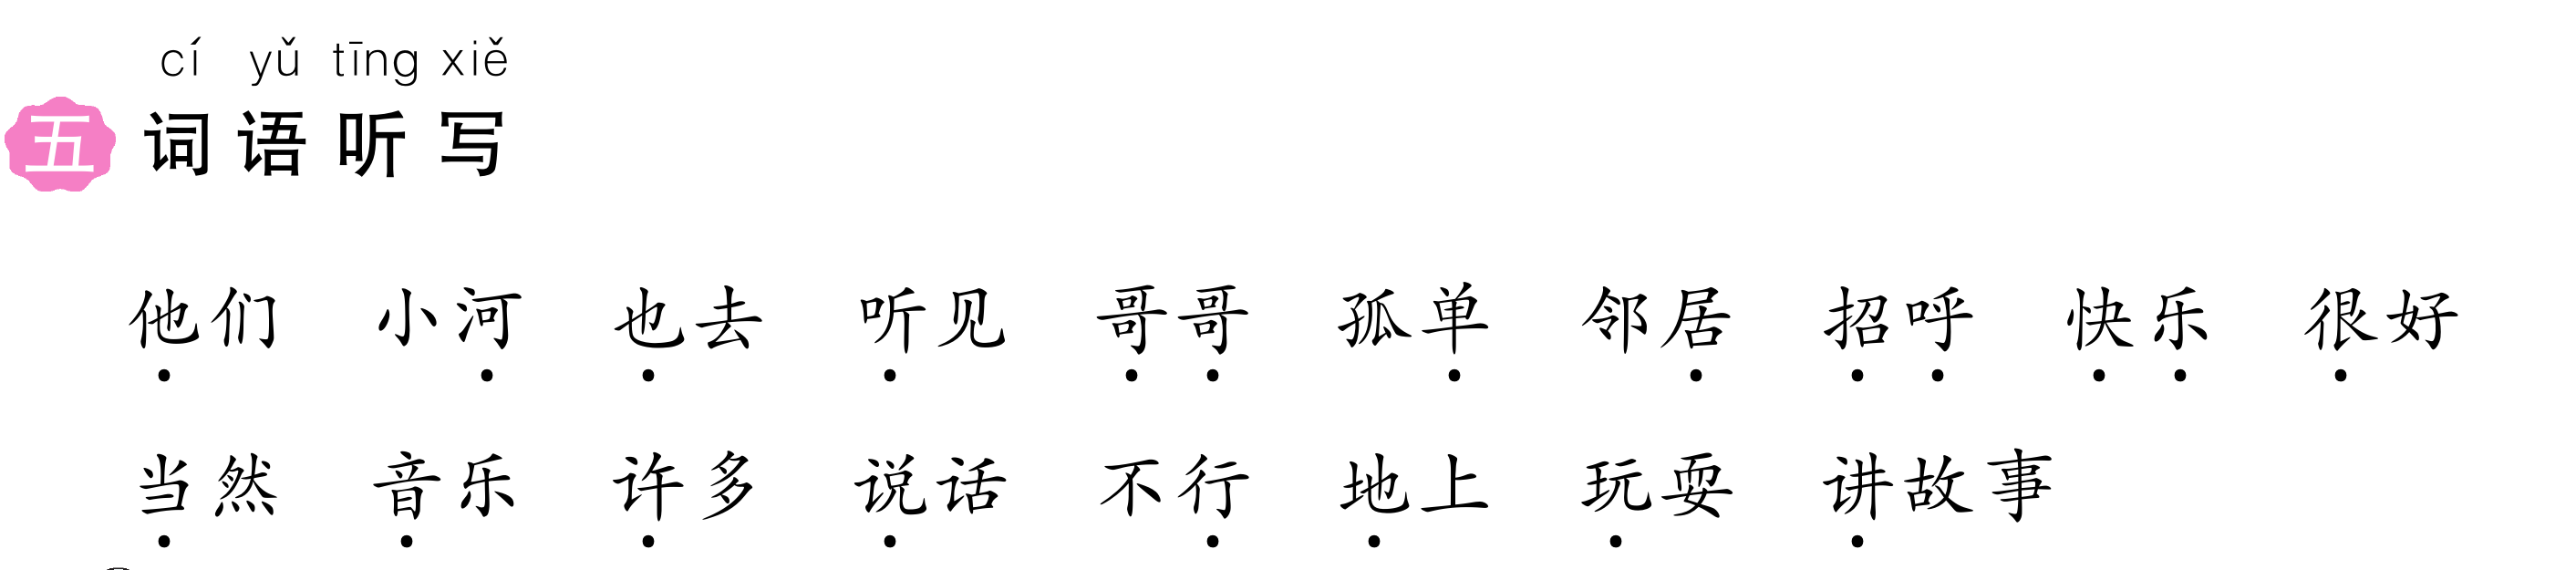 cí yǔ tīng xiě
五 词语听写
他们 小河 也去 听见 哥哥 孤单 邻居 招呼 快乐 很好
当然 音乐 许多 说话 不行 地上 玩耍 讲故事